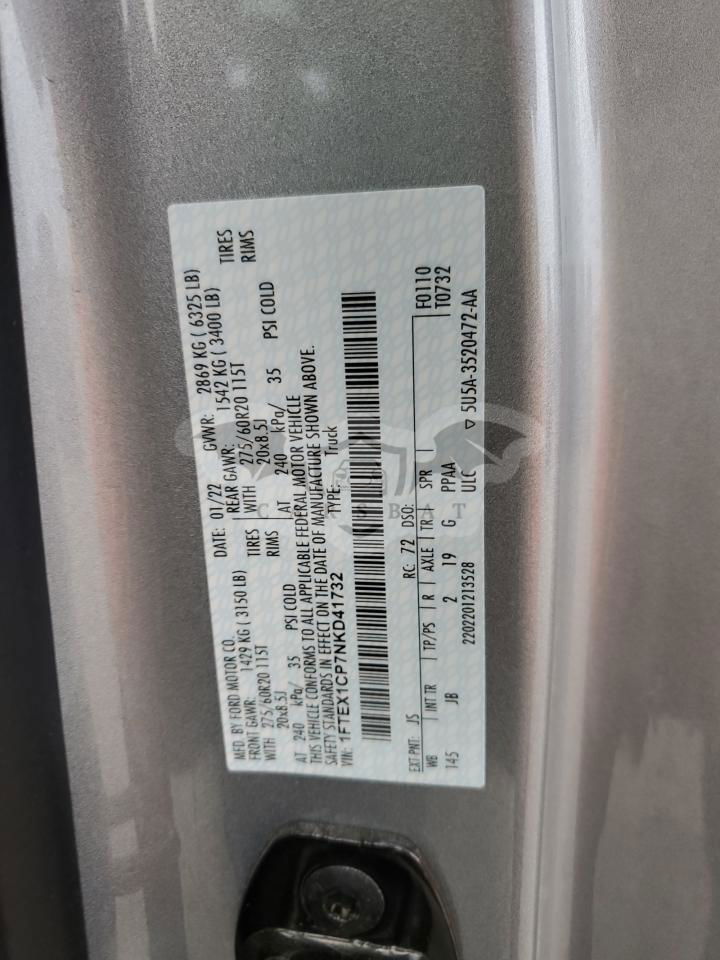 MFD. BY FORD MOTOR CO. DATE: 01/22 GVWR: 2869 KG ( 6325 LB)
FRONT GAWR: 1429 KG ( 3150 LB) REAR GAWR: 1542 KG ( 3400 LB)
WITH 275/60R20 115T TIRES WITH 275/60R20 115T TIRES
20x8.5J RIMS 20x8.5J RIMS
AT 240 kPa/ 35 PSI COLD AT 240 kPa/ 35 PSI COLD
THIS VEHICLE CONFORMS TO ALL APPLICABLE FEDERAL MOTOR VEHICLE
SAFETY STANDARDS IN EFFECT ON THE DATE OF MANUFACTURE SHOWN ABOVE.
VIN: 1FTEX1CP7NKD41732 TYPE: Truck
EXT PNT: JS RC: 72 DSO: F0110
WB INT TR TP/PS R AXLE TR SPR T0732
145 JB 2 19 G PPAA
2202201213528 ULC ▽ 5U5A-3520472-AA
CARSBAT